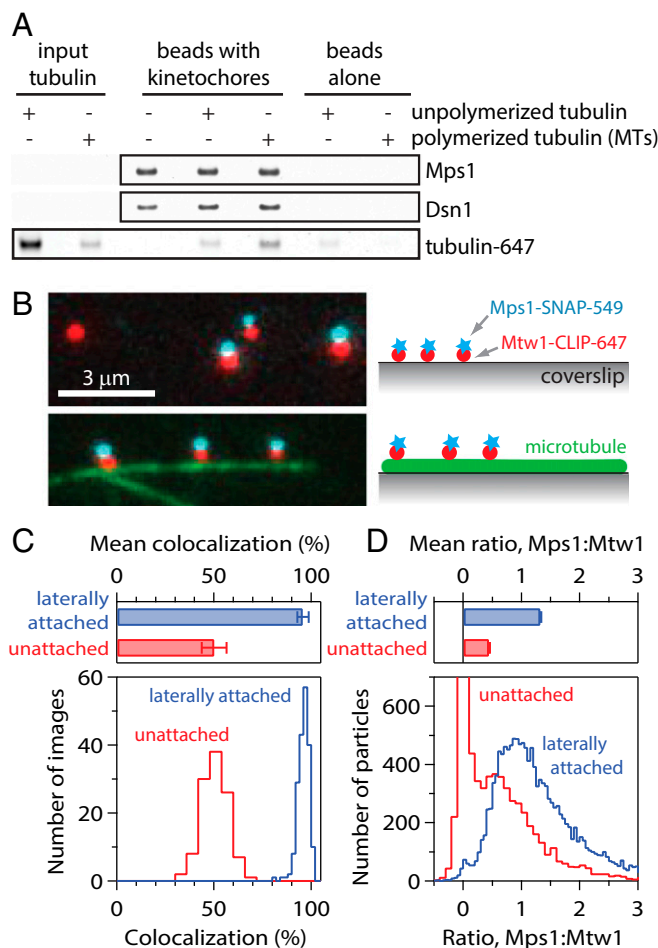 A
input tubulin
beads with kinetochores
beads alone
+ - - + - + - unpolymerized tubulin
- + - - + - + polymerized tubulin (MTs)
Mps1
Dsn1
tubulin-647
B
3 μm
Mps1-SNAP-549
Mtw1-CLIP-647
coverslip
microtubule
C
Mean colocalization (%)
0 50 100
laterally attached
unattached
60
40
20
0
Number of images
laterally attached
unattached
0 50 100
Colocalization (%)
D
Mean ratio, Mps1:Mtw1
0 1 2 3
laterally attached
unattached
600
400
200
0
Number of particles
unattached
laterally attached
0 1 2 3
Ratio, Mps1:Mtw1